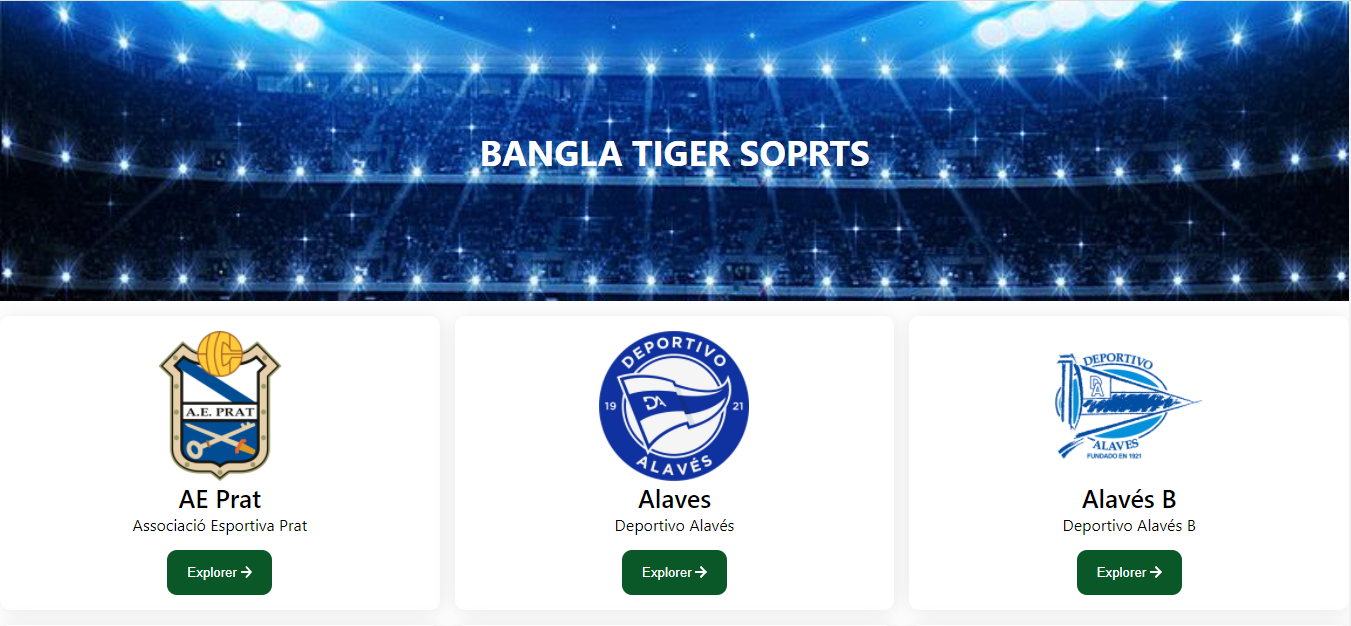 BANGLA TIGER SOPRTS
A.E. PRAT
DEPORTIVO
19 DA 21
ALAVÉS
DEPORTIVO
DA
ALAVES
FUNDADO EN 1921
AE Prat
Associació Esportiva Prat
Explorer
Alaves
Deportivo Alavés
Explorer
Alavés B
Deportivo Alavés B
Explorer